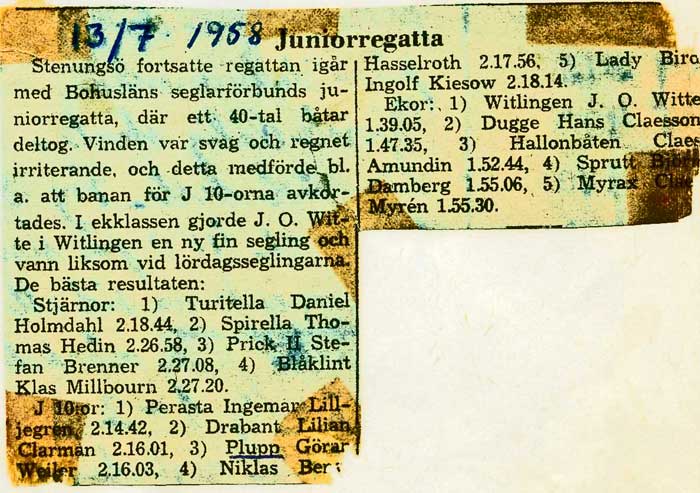 13/7 1958
Juniorregatta
Stenungsö fortsatte regattan igår
med Bohusläns seglarförbunds ju-
niorregatta, där ett 40-tal båtar
deltog. Vinden var svag och regnet
irriterande, och detta medförde bl.
a. att banan för J 10-orna avkor-
tades. I ekklassen gjorde J. O. Wit-
te i Witlingen en ny fin segling och
vann liksom vid lördagsseglingarna.
De bästa resultaten:
Stjärnor: 1) Turitella Daniel
Holmdahl 2.18.44, 2) Spirella Tho-
mas Hedin 2.26.58, 3) Prick II Ste-
fan Brenner 2.27.08, 4) Blåklint
Klas Millbourn 2.27.20.
J 10:or: 1) Perasta Ingemar Lill-
jegren 2.14.42, 2) Drabant Lilian
Clarman 2.16.01, 3) Plupp Göran
Weiler 2.16.03, 4) Niklas
Hasselroth 2.17.56, 5) Lady
Ingolf Kiesow 2.18.14.
Ekor: 1) Witlingen J. O. Witte
1.39.05, 2) Dugge Hans Claesson
1.47.35, 3) Hallonbåten Claes
Amundin 1.52.44, 4) Sprutt
Damberg 1.55.06, 5) Myrax
Myrén 1.55.30.